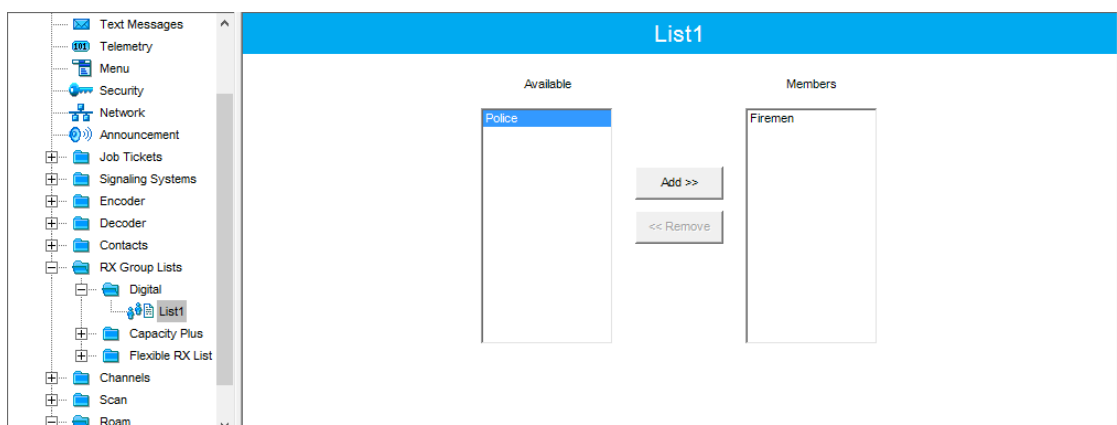 Text Messages
Telemetry
Menu
Security
Network
Announcement
Job Tickets
Signaling Systems
Encoder
Decoder
Contacts
RX Group Lists
Digital
List1
Capacity Plus
Flexible RX List
Channels
Scan
Roam
List1
Available
Members
Police
Firemen
Add >>
<< Remove